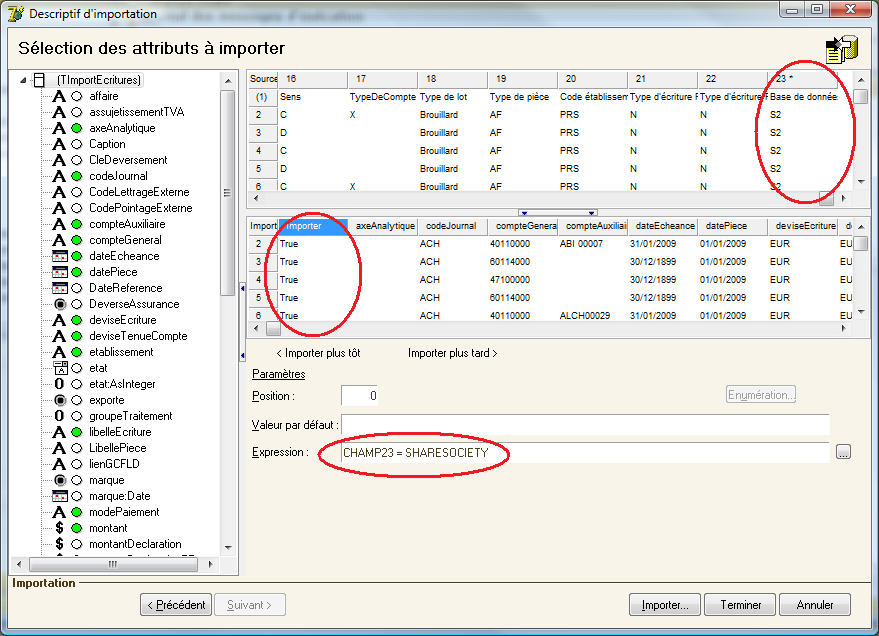 Descriptif d'importation
Sélection des attributs à importer
(TImportEcritures)
affaire
assujetissementTVA
axeAnalytique
Caption
CleDeversement
codeJournal
CodeLettrageExterne
CodePointageExterne
compteAuxiliaire
compteGeneral
dateEcheance
datePiece
DateReference
DeverseAssurance
deviseEcriture
deviseTenueCompte
etablissement
etat
etat:AsInteger
exporte
groupeTraitement
libelleEcriture
LibellePiece
lienGCFLD
marque
marque:Date
modePaiement
montant
montantDeclaration
Source 16 17 18 19 20 21 22 23 *
(1) Sens TypeDeCompte Type de lot Type de pièce Code établissem Type d'écriture F Type d'écriture Base de donnée
2 C X Brouillard AF PRS N N S2
3 D Brouillard AF PRS N N S2
4 C Brouillard AF PRS N N S2
5 D Brouillard AF PRS N N S2
6 C X Brouillard AF PRS N N S2
Import Importer axeAnalytique codeJournal compteGenera compteAuxiliai dateEcheance datePiece deviseEcriture d
2 True ACH 40110000 ABI 00007 31/01/2009 01/01/2009 EUR EU
3 True ACH 60114000 30/12/1899 01/01/2009 EUR EU
4 True ACH 47100000 30/12/1899 01/01/2009 EUR EU
5 True ACH 60114000 30/12/1899 01/01/2009 EUR EU
6 True ACH 40110000 ALCH00029 31/01/2009 01/01/2009 EUR EU
< Importer plus tôt Importer plus tard >
Paramètres
Position : 0 Enumération...
Valeur par défaut :
Expression : CHAMP23 = SHARESOCIETY ...
Importation
< Précédent Suivant > Importer... Terminer Annuler